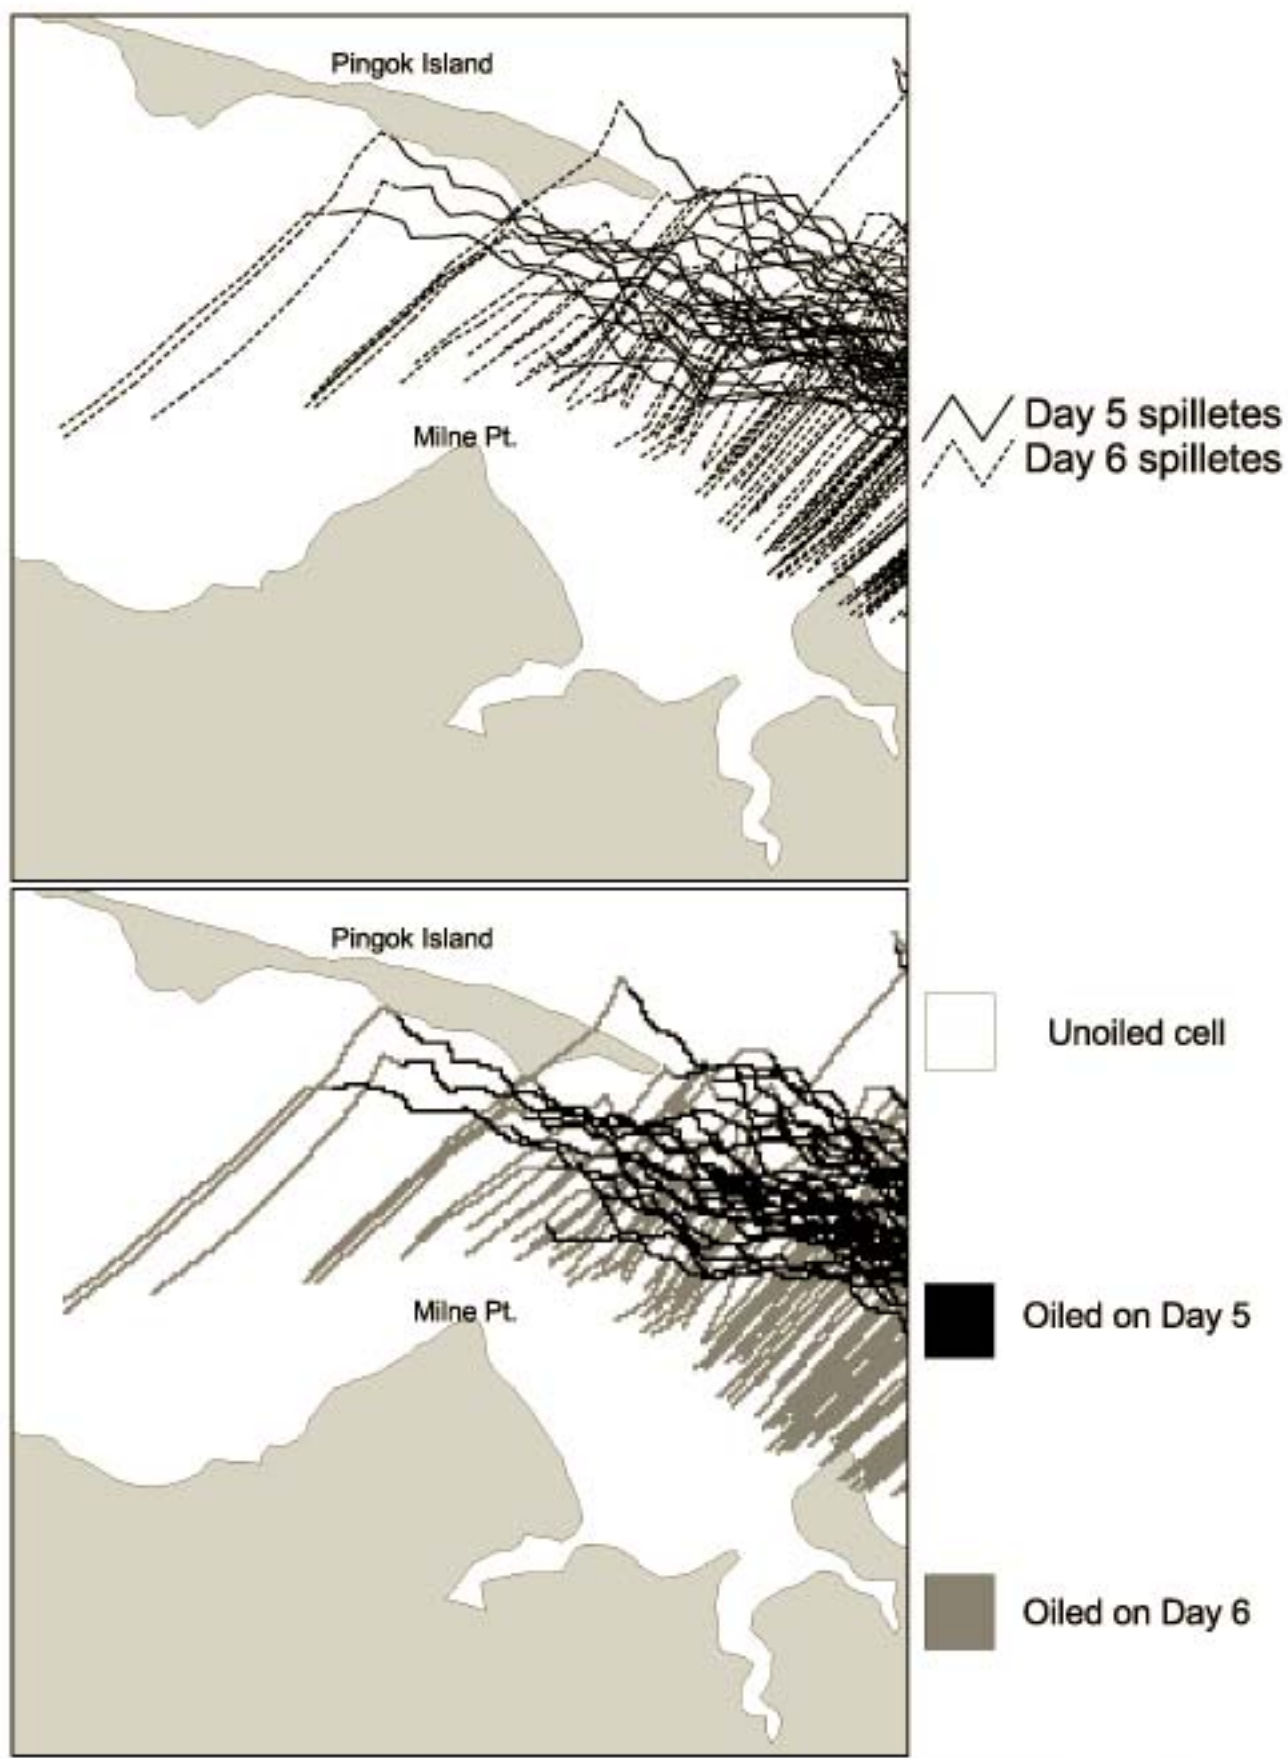 Pingok Island
Milne Pt.
Day 5 spilletes
Day 6 spilletes
Pingok Island
Milne Pt.
Unoiled cell
Oiled on Day 5
Oiled on Day 6